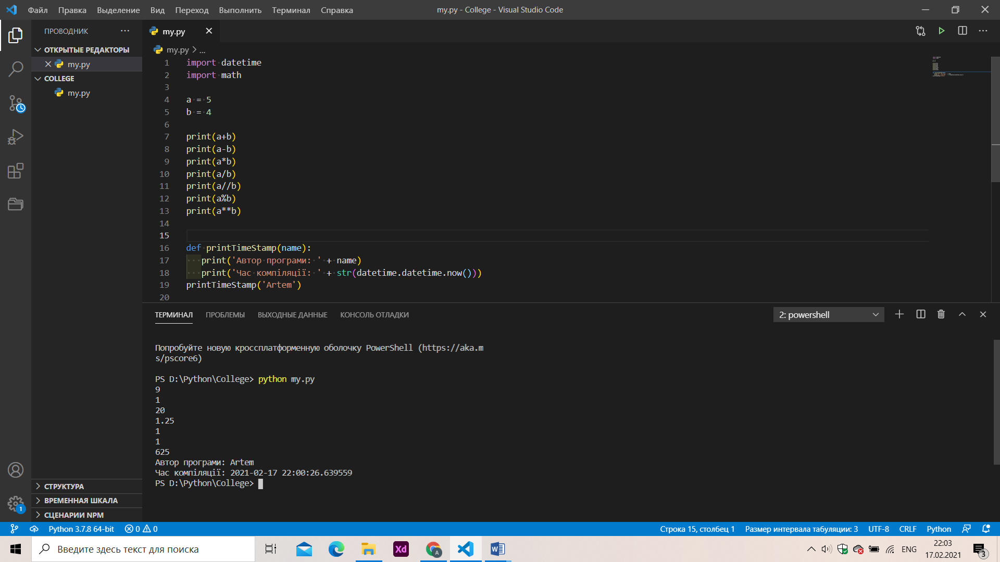 Файл Правка Выделение Вид Переход Выполнить Терминал Справка
my.py - College - Visual Studio Code
ПРОВОДНИК
ОТКРЫТЫЕ РЕДАКТОРЫ
my.py
COLLEGE
my.py
СТРУКТУРА
ВРЕМЕННАЯ ШКАЛА
СЦЕНАРИИ NPM
my.py
my.py > ...
1 import datetime
2 import math
3
4 a = 5
5 b = 4
6
7 print(a+b)
8 print(a-b)
9 print(a*b)
10 print(a/b)
11 print(a//b)
12 print(a%b)
13 print(a**b)
14
15
16 def printTimeStamp(name):
17 print('Автор програми: ' + name)
18 print('Час компіляції: ' + str(datetime.datetime.now()))
19 printTimeStamp('Artem')
20
ТЕРМИНАЛ ПРОБЛЕМЫ ВЫХОДНЫЕ ДАННЫЕ КОНСОЛЬ ОТЛАДКИ
2: powershell
Попробуйте новую кроссплатформенную оболочку PowerShell (https://aka.m
s/pscore6)
PS D:\Python\College> python my.py
9
1
20
1.25
1
1
625
Автор програми: Artem
Час компіляції: 2021-02-17 22:00:26.639559
PS D:\Python\College>
1
Python 3.7.8 64-bit 0 0
Строка 15, столбец 1 Размер интервала табуляции: 3 UTF-8 CRLF Python
Введите здесь текст для поиска
Xd
A
ENG
22:03
17.02.2021
3